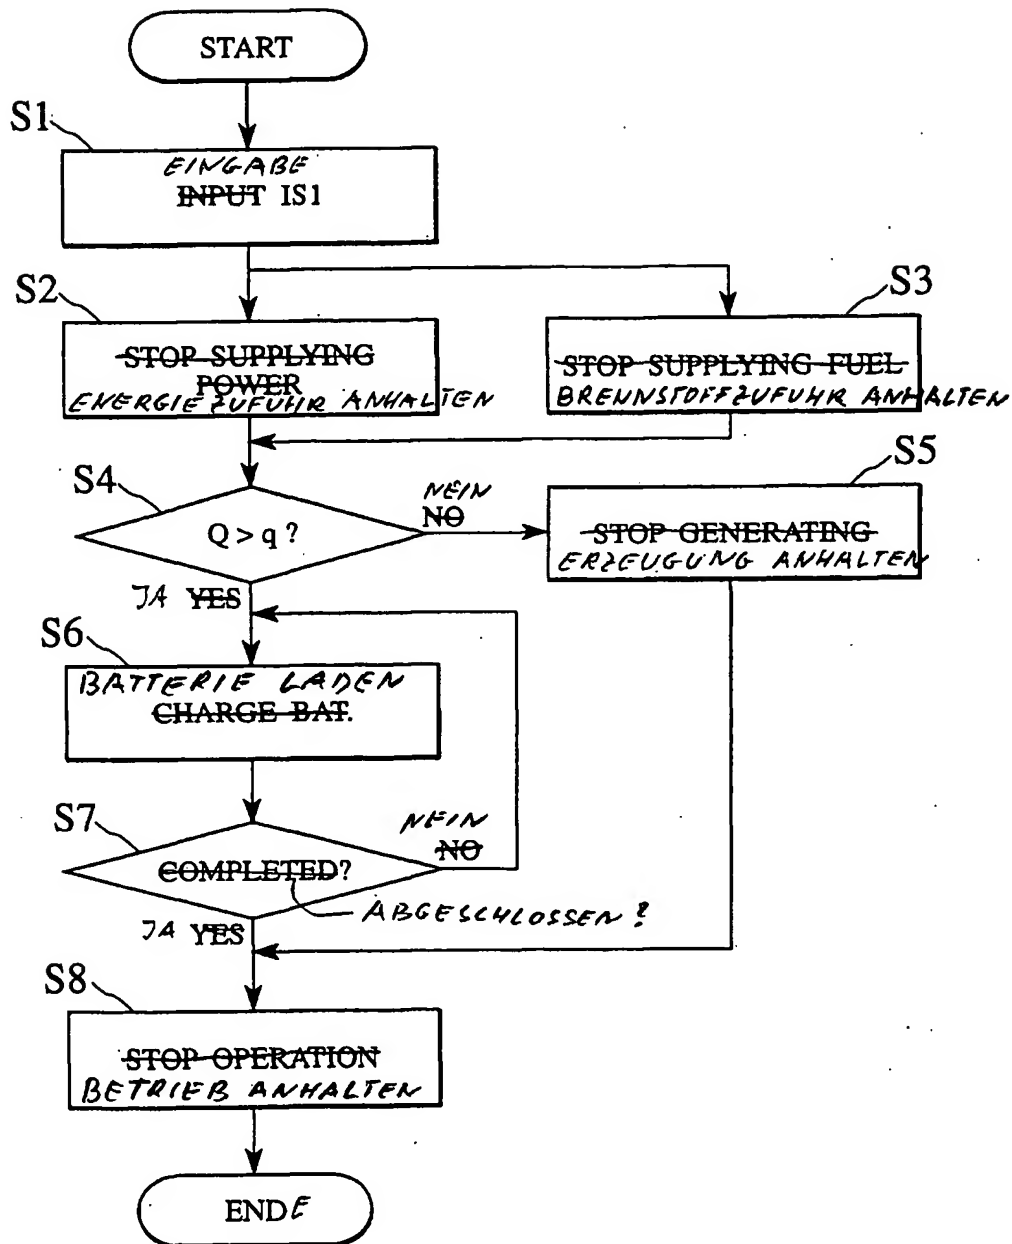 START
S1
EINGABE
INPUT IS1
S2
STOP SUPPLYING
POWER
ENERGIEZUFUHR ANHALTEN
S3
STOP SUPPLYING FUEL
BRENNSTOFFZUFUHR ANHALTEN
S4
Q > q ?
NEIN
NO
S5
STOP GENERATING
ERZEUGUNG ANHALTEN
JA YES
S6
BATTERIE LADEN
CHARGE BAT.
S7
COMPLETED?
NEIN
NO
ABGESCHLOSSEN?
JA YES
S8
STOP OPERATION
BETRIEB ANHALTEN
ENDE